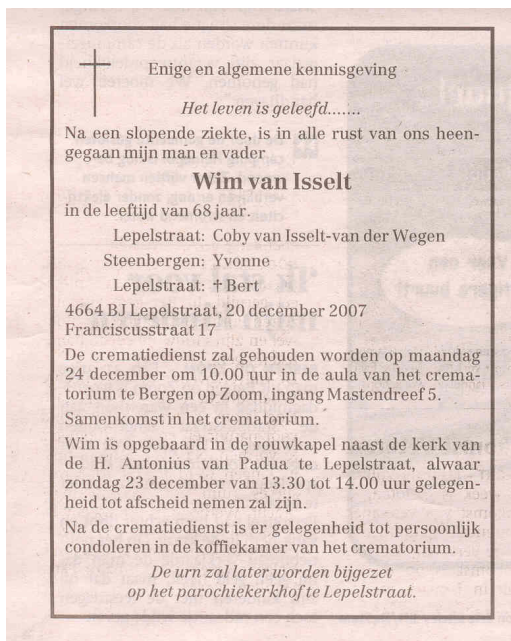 Enige en algemene kennisgeving
Het leven is geleefd.......
Na een slopende ziekte, is in alle rust van ons heen-
gegaan mijn man en vader
Wim van Isselt
in de leeftijd van 68 jaar.
Lepelstraat: Coby van Isselt-van der Wegen
Steenbergen: Yvonne
Lepelstraat: † Bert
4664 BJ Lepelstraat, 20 december 2007
Franciscusstraat 17
De crematiedienst zal gehouden worden op maandag
24 december om 10.00 uur in de aula van het crema-
torium te Bergen op Zoom, ingang Mastendreef 5.
Samenkomst in het crematorium.
Wim is opgebaard in de rouwkapel naast de kerk van
de H. Antonius van Padua te Lepelstraat, alwaar
zondag 23 december van 13.30 tot 14.00 uur gelegen-
heid tot afscheid nemen zal zijn.
Na de crematiedienst is er gelegenheid tot persoonlijk
condoleren in de koffiekamer van het crematorium.
De urn zal later worden bijgezet
op het parochiekerkhof te Lepelstraat.